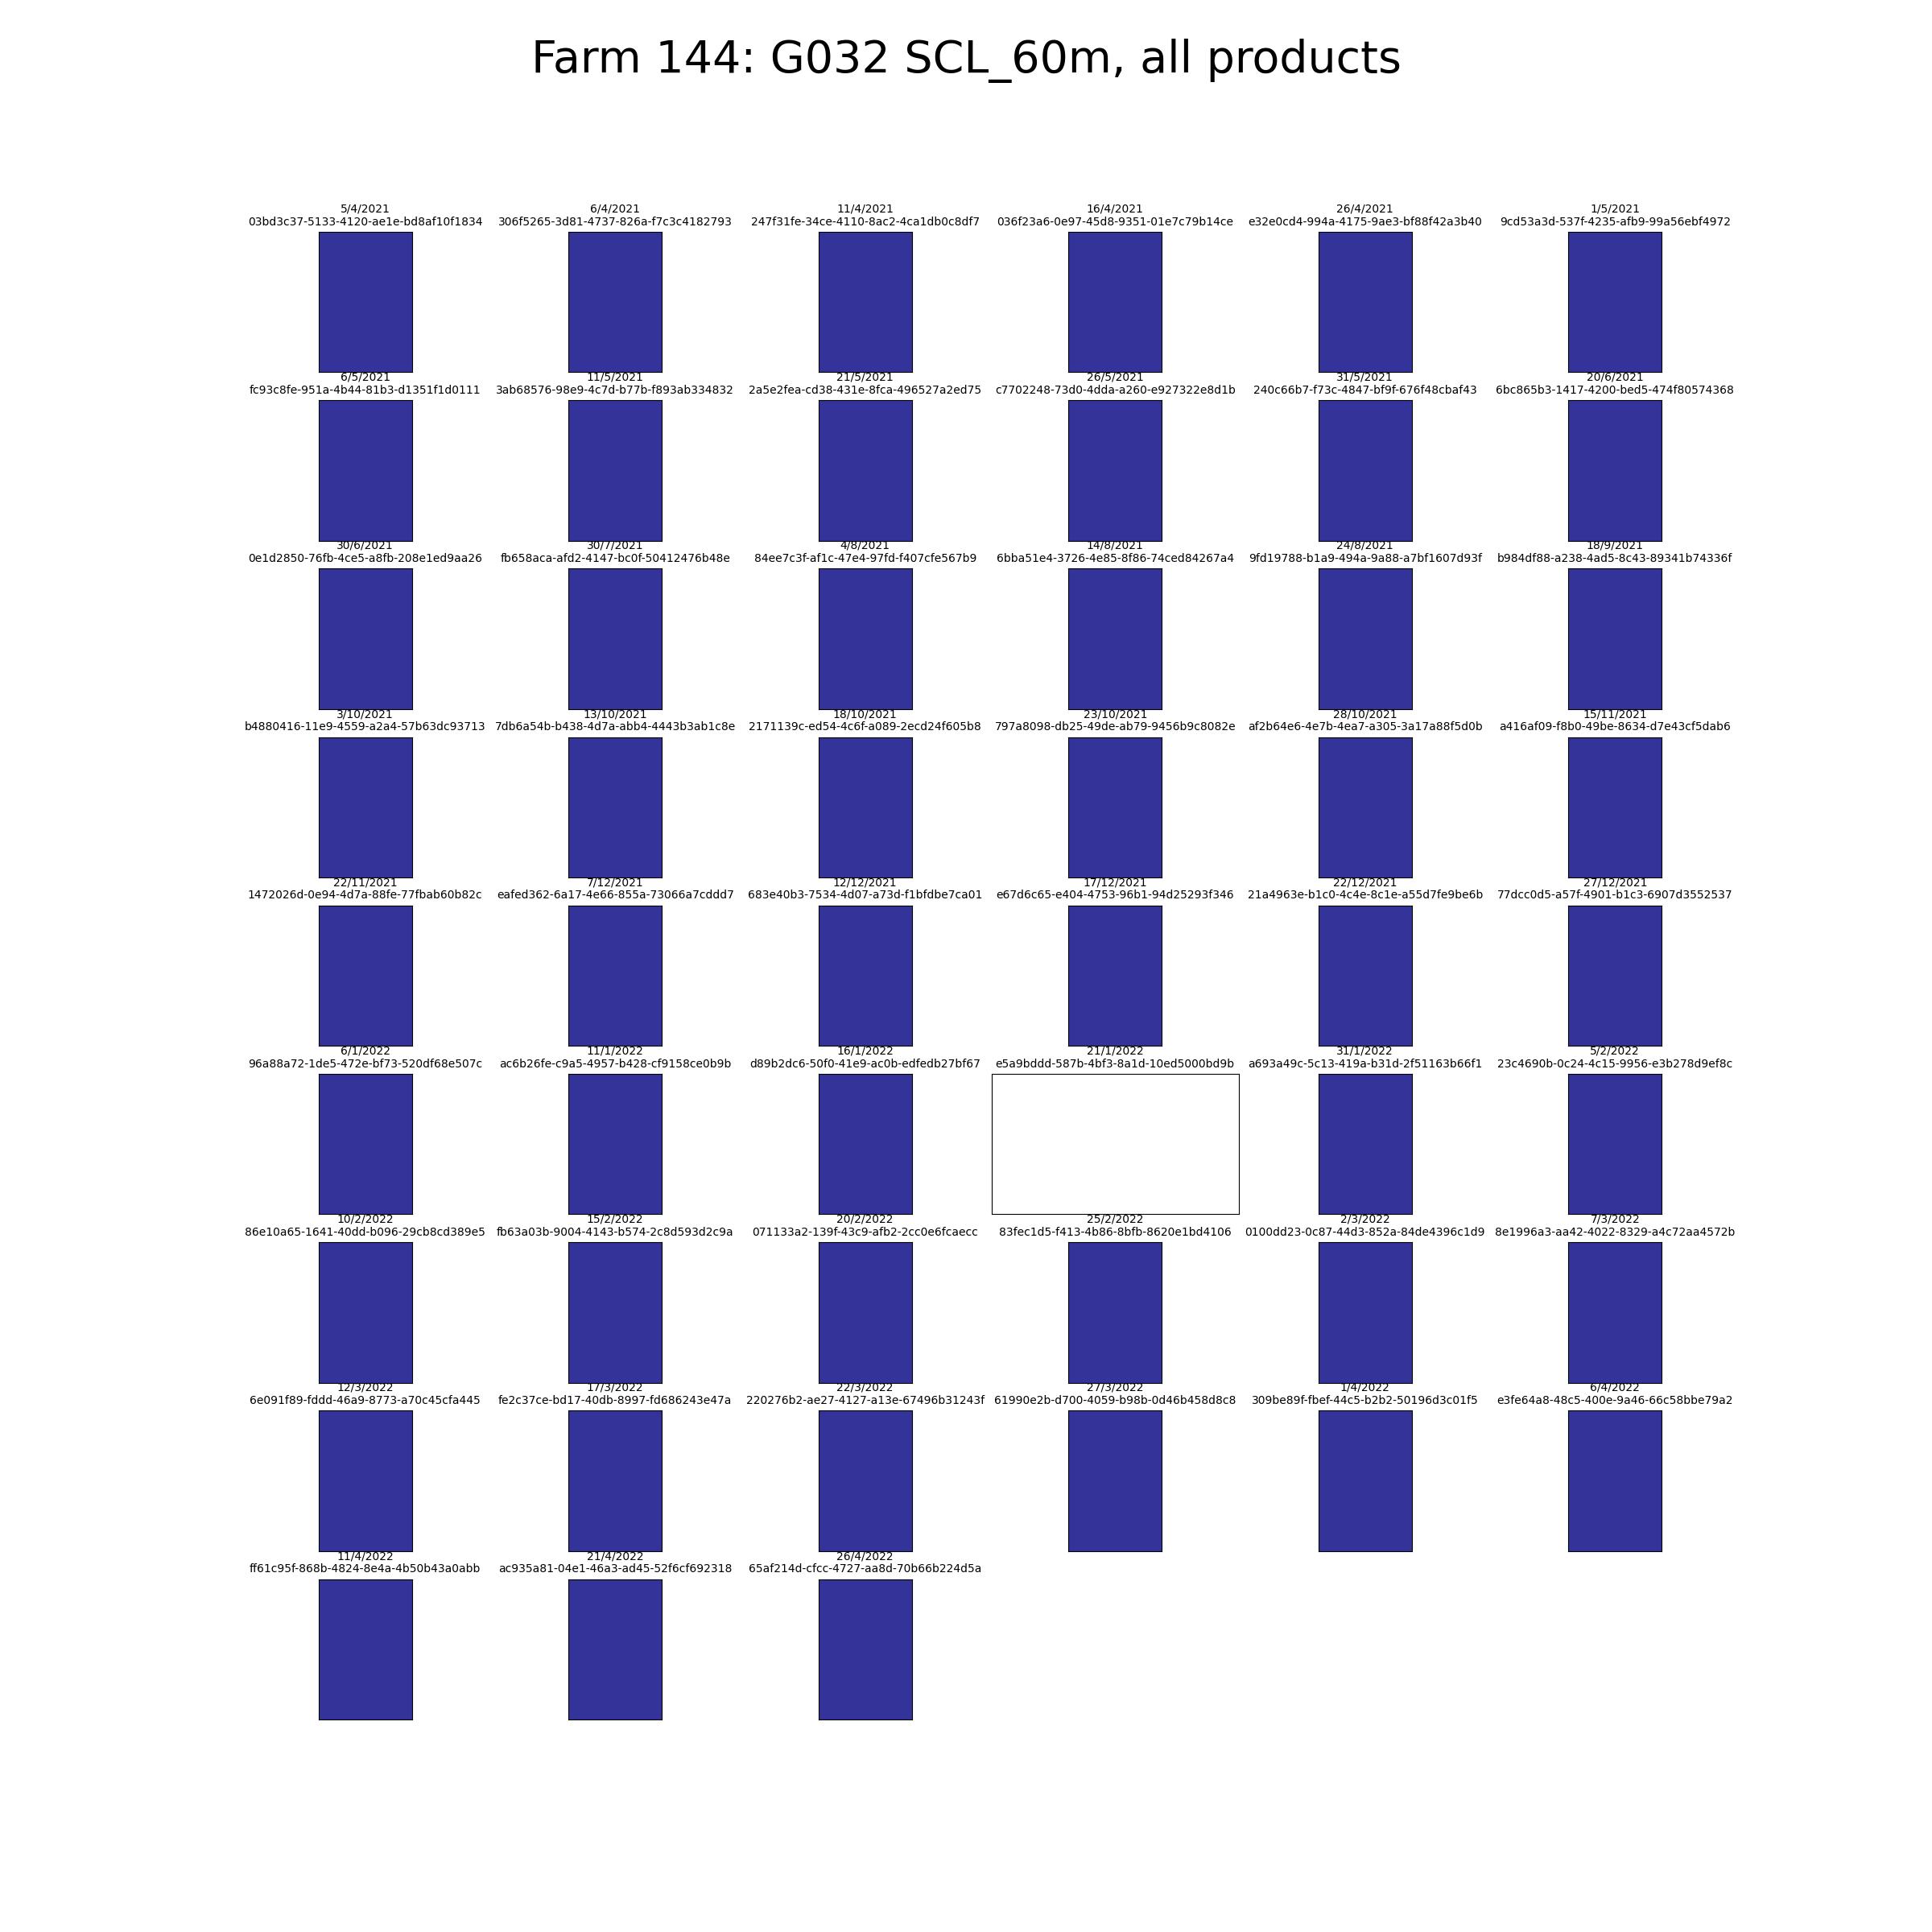 Farm 144: G032 SCL_60m, all products
5/4/2021 6/4/2021 11/4/2021 16/4/2021 26/4/2021 1/5/2021
03bd3c37-5133-4120-ae1e-bd8af10f1834 306f5265-3d81-4737-826a-f7c3c4182793 247f31fe-34ce-4110-8ac2-4ca1db0c8df7 036f23a6-0e97-45d8-9351-01e7c79b14ce e32e0cd4-994a-4175-9ae3-bf88f42a3b40 9cd53a3d-537f-4235-afb9-99a56ebf4972
6/5/2021 11/5/2021 21/5/2021 26/5/2021 31/5/2021 20/6/2021
fc93c8fe-951a-4b44-81b3-d1351f1d0111 3ab68576-98e9-4c7d-b77b-f893ab334832 2a5e2fea-cd38-431e-8fca-496527a2ed75 c7702248-73d0-4dda-a260-e927322e8d1b 240c66b7-f73c-4847-bf9f-676f48cbaf43 6bc865b3-1417-4200-bed5-474f80574368
30/6/2021 30/7/2021 4/8/2021 14/8/2021 24/8/2021 18/9/2021
0e1d2850-76fb-4ce5-a8fb-208e1ed9aa26 fb658aca-afd2-4147-bc0f-50412476b48e 84ee7c3f-af1c-47e4-97fd-f407cfe567b9 6bba51e4-3726-4e85-8f86-74ced84267a4 9fd19788-b1a9-494a-9a88-a7bf1607d93f b984df88-a238-4ad5-8c43-89341b74336f
3/10/2021 13/10/2021 18/10/2021 23/10/2021 28/10/2021 15/11/2021
b4880416-11e9-4559-a2a4-57b63dc93713 7db6a54b-b438-4d7a-abb4-4443b3ab1c8e 2171139c-ed54-4c6f-a089-2ecd24f605b8 797a8098-db25-49de-ab79-9456b9c8082e af2b64e6-4e7b-4ea7-a305-3a17a88f5d0b a416af09-f8b0-49be-8634-d7e43cf5dab6
22/11/2021 7/12/2021 12/12/2021 17/12/2021 22/12/2021 27/12/2021
1472026d-0e94-4d7a-88fe-77fbab60b82c eafed362-6a17-4e66-855a-73066a7cddd7 683e40b3-7534-4d07-a73d-f1bfdbe7ca01 e67d6c65-e404-4753-96b1-94d25293f346 21a4963e-b1c0-4c4e-8c1e-a55d7fe9be6b 77dcc0d5-a57f-4901-b1c3-6907d3552537
6/1/2022 11/1/2022 16/1/2022 21/1/2022 31/1/2022 5/2/2022
96a88a72-1de5-472e-bf73-520df68e507c ac6b26fe-c9a5-4957-b428-cf9158ce0b9b d89b2dc6-50f0-41e9-ac0b-edfedb27bf67 e5a9bddd-587b-4bf3-8a1d-10ed5000bd9b a693a49c-5c13-419a-b31d-2f51163b66f1 23c4690b-0c24-4c15-9956-e3b278d9ef8c
10/2/2022 15/2/2022 20/2/2022 25/2/2022 2/3/2022 7/3/2022
86e10a65-1641-40dd-b096-29cb8cd389e5 fb63a03b-9004-4143-b574-2c8d593d2c9a 071133a2-139f-43c9-afb2-2cc0e6fcaecc 83fec1d5-f413-4b86-8bfb-8620e1bd4106 0100dd23-0c87-44d3-852a-84de4396c1d9 8e1996a3-aa42-4022-8329-a4c72aa4572b
12/3/2022 17/3/2022 22/3/2022 27/3/2022 1/4/2022 6/4/2022
6e091f89-fddd-46a9-8773-a70c45cfa445 fe2c37ce-bd17-40db-8997-fd686243e47a 220276b2-ae27-4127-a13e-67496b31243f 61990e2b-d700-4059-b98b-0d46b458d8c8 309be89f-fbef-44c5-b2b2-50196d3c01f5 e3fe64a8-48c5-400e-9a46-66c58bbe79a2
11/4/2022 21/4/2022 26/4/2022
ff61c95f-868b-4824-8e4a-4b50b43a0abb ac935a81-04e1-46a3-ad45-52f6cf692318 65af214d-cfcc-4727-aa8d-70b66b224d5a